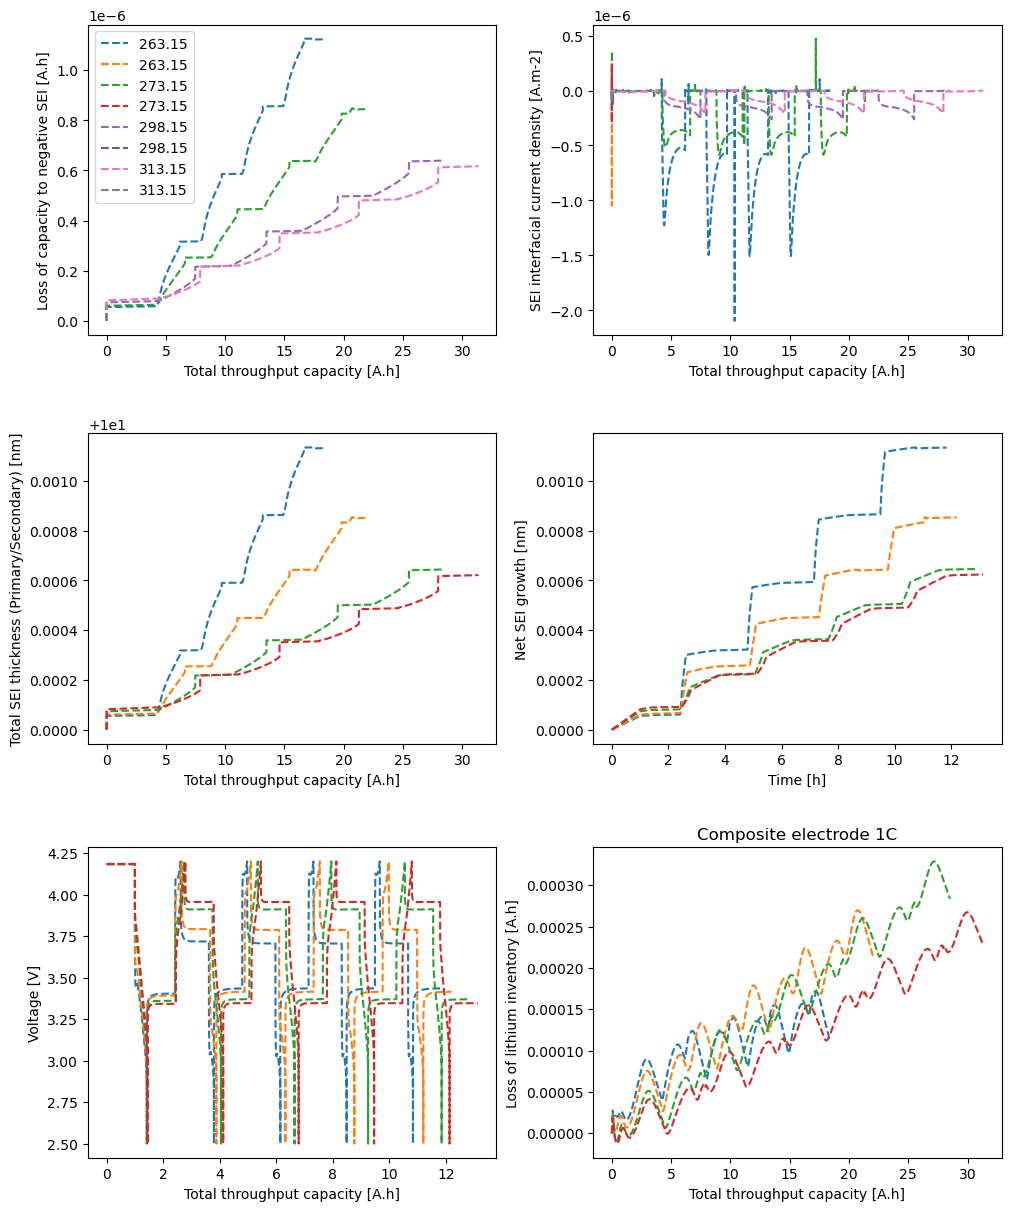 1e−6
Loss of capacity to negative SEI [A.h]
1.0
0.8
0.6
0.4
0.2
0.0
263.15
263.15
273.15
273.15
298.15
298.15
313.15
313.15
0 5 10 15 20 25 30
Total throughput capacity [A.h]
1e−6
SEI interfacial current density [A.m-2]
0.5
0.0
−0.5
−1.0
−1.5
−2.0
0 5 10 15 20 25 30
Total throughput capacity [A.h]
+1e1
Total SEI thickness (Primary/Secondary) [nm]
0.0010
0.0008
0.0006
0.0004
0.0002
0.0000
0 5 10 15 20 25 30
Total throughput capacity [A.h]
Net SEI growth [nm]
0.0010
0.0008
0.0006
0.0004
0.0002
0.0000
0 2 4 6 8 10 12
Time [h]
Voltage [V]
4.25
4.00
3.75
3.50
3.25
3.00
2.75
2.50
0 2 4 6 8 10 12
Total throughput capacity [A.h]
Composite electrode 1C
Loss of lithium inventory [A.h]
0.00030
0.00025
0.00020
0.00015
0.00010
0.00005
0.00000
0 5 10 15 20 25 30
Total throughput capacity [A.h]